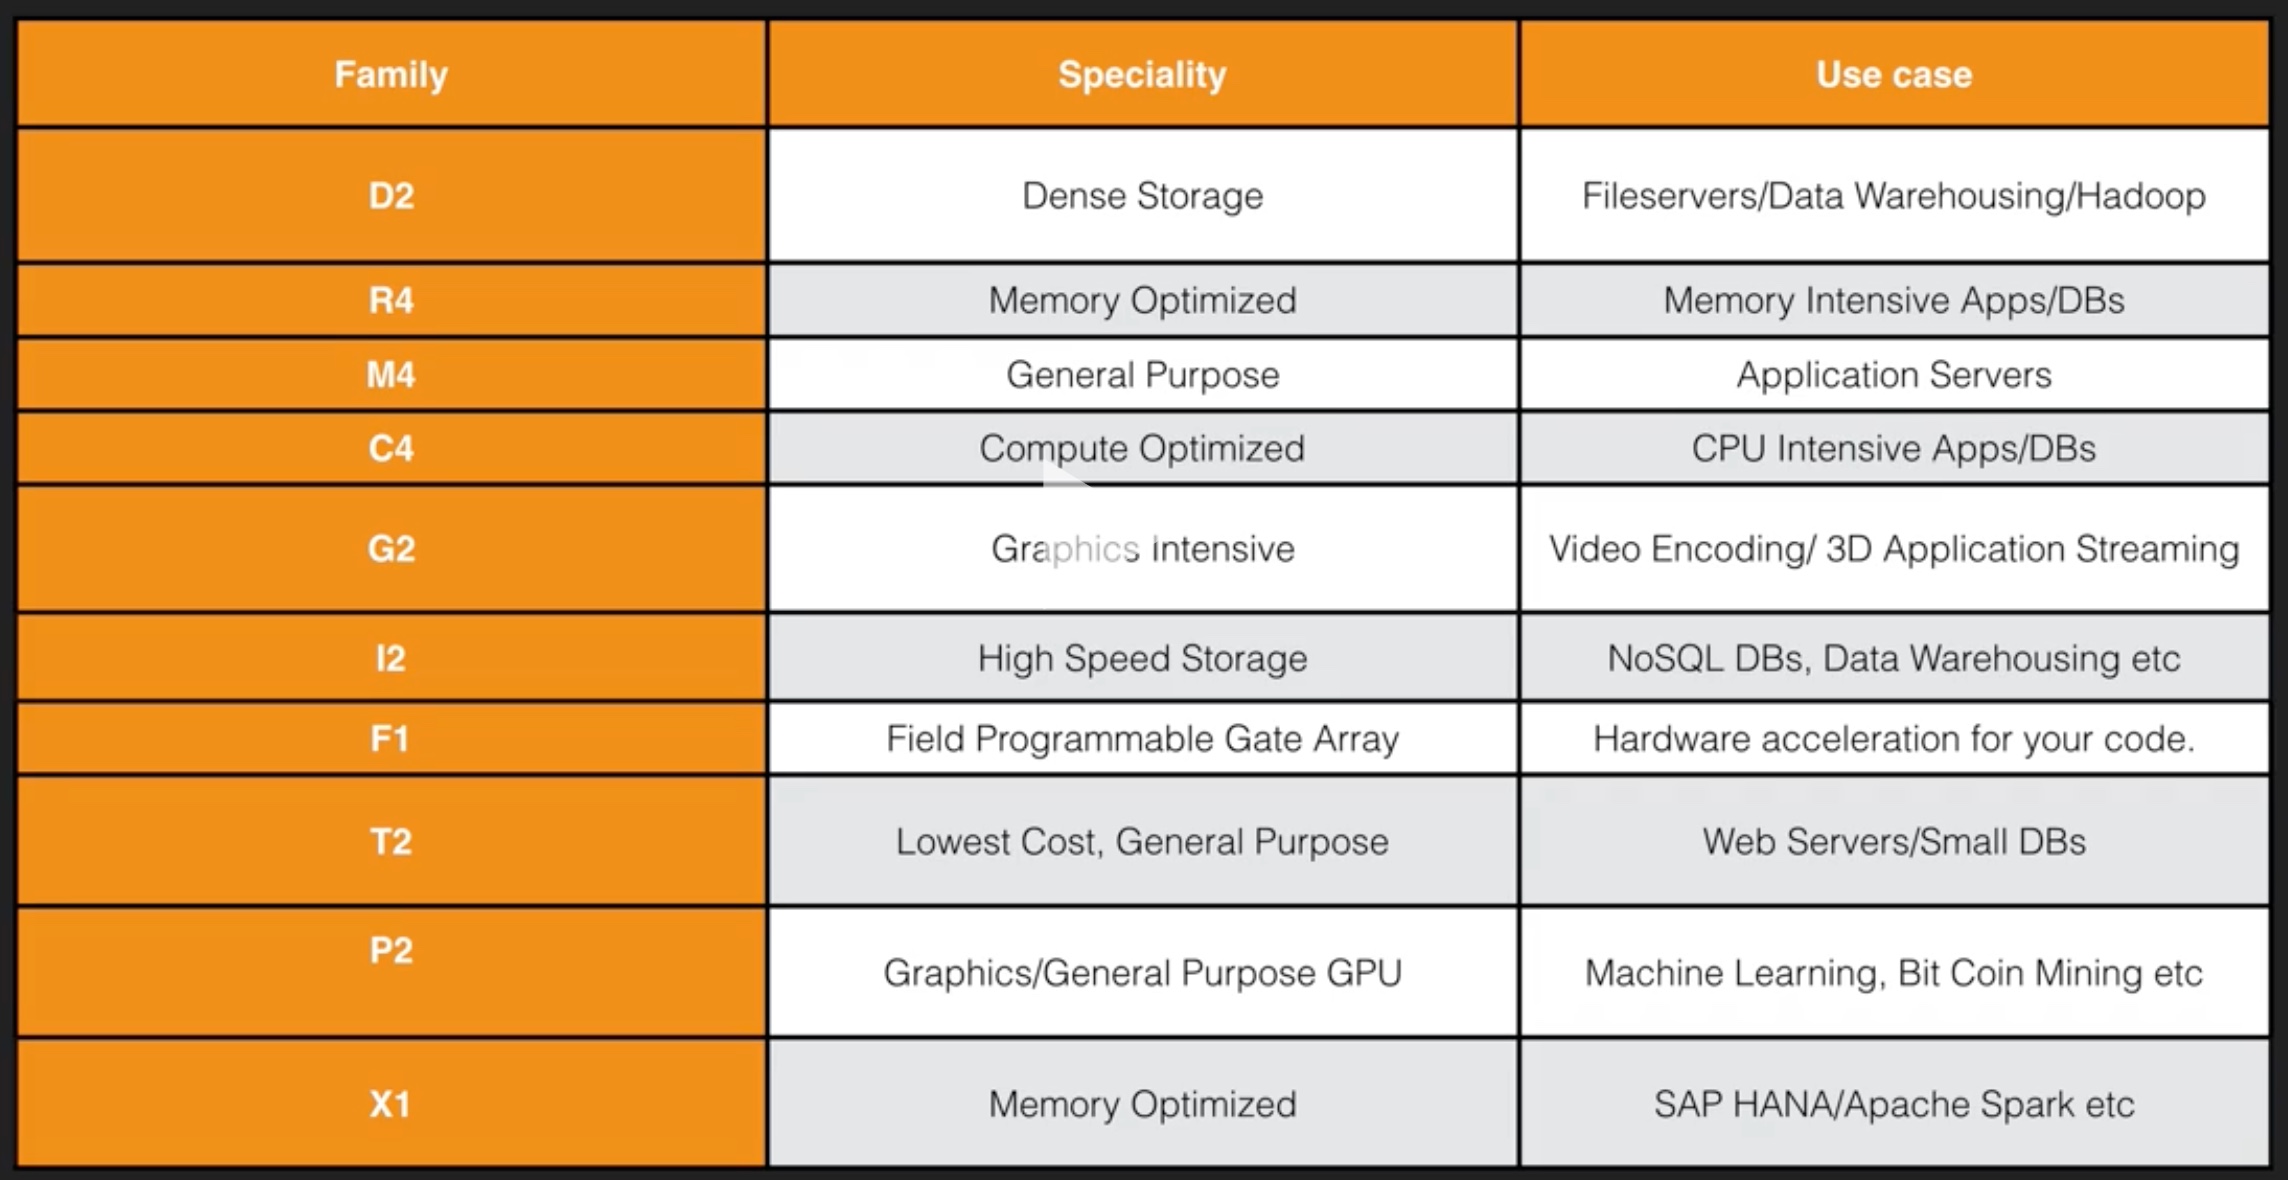 Family Speciality Use case
D2 Dense Storage Fileservers/Data Warehousing/Hadoop
R4 Memory Optimized Memory Intensive Apps/DBs
M4 General Purpose Application Servers
C4 Compute Optimized CPU Intensive Apps/DBs
G2 Graphics Intensive Video Encoding/ 3D Application Streaming
I2 High Speed Storage NoSQL DBs, Data Warehousing etc
F1 Field Programmable Gate Array Hardware acceleration for your code.
T2 Lowest Cost, General Purpose Web Servers/Small DBs
P2 Graphics/General Purpose GPU Machine Learning, Bit Coin Mining etc
X1 Memory Optimized SAP HANA/Apache Spark etc